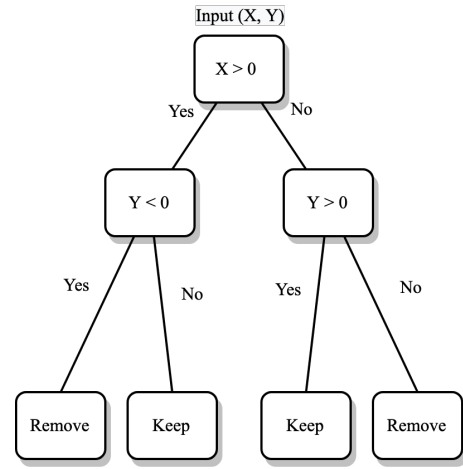 Input (X, Y)
X > 0
Yes
No
Y < 0
Y > 0
Yes
No
Yes
No
Remove
Keep
Keep
Remove